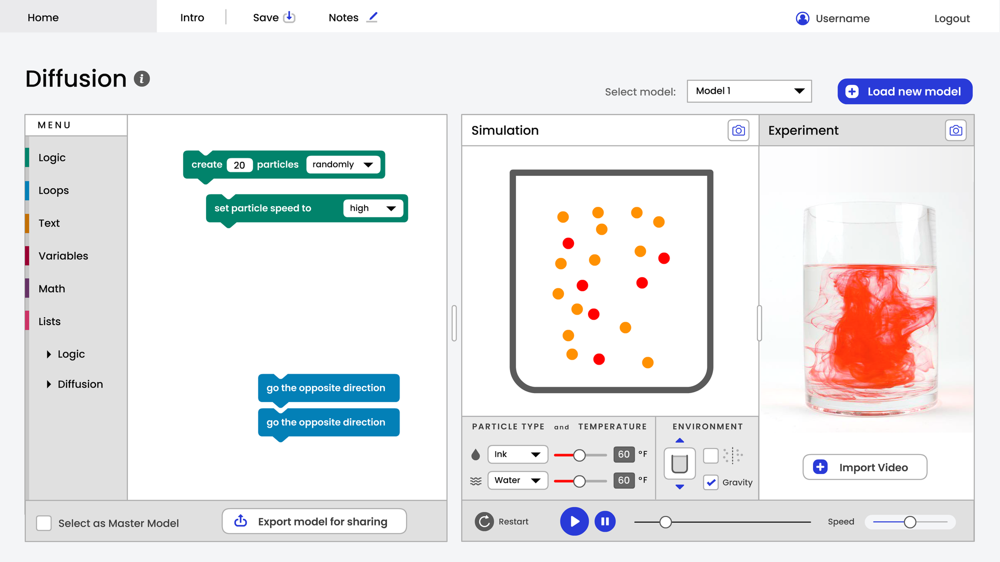 Home
Intro
Save
Notes
Username
Logout
Diffusion i
Select model:
Model 1
Load new model
MENU
Logic
Loops
Text
Variables
Math
Lists
Logic
Diffusion
create 20 particles randomly
set particle speed to high
go the opposite direction
go the opposite direction
Select as Master Model
Export model for sharing
Simulation
Experiment
PARTICLE TYPE and TEMPERATURE
Ink
60 °F
Water
60 °F
ENVIRONMENT
Gravity
Import Video
Restart
Speed